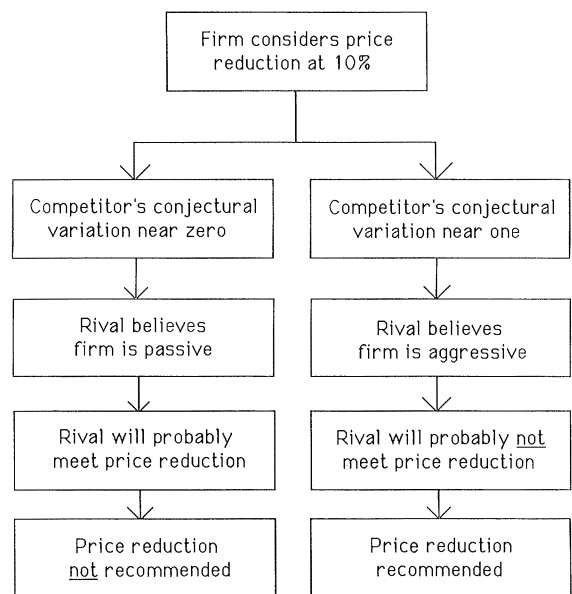 Firm considers price
reduction at 10%
Competitor's conjectural
variation near zero
Rival believes
firm is passive
Rival will probably
meet price reduction
Price reduction
not recommended
Competitor's conjectural
variation near one
Rival believes
firm is aggressive
Rival will probably not
meet price reduction
Price reduction
recommended